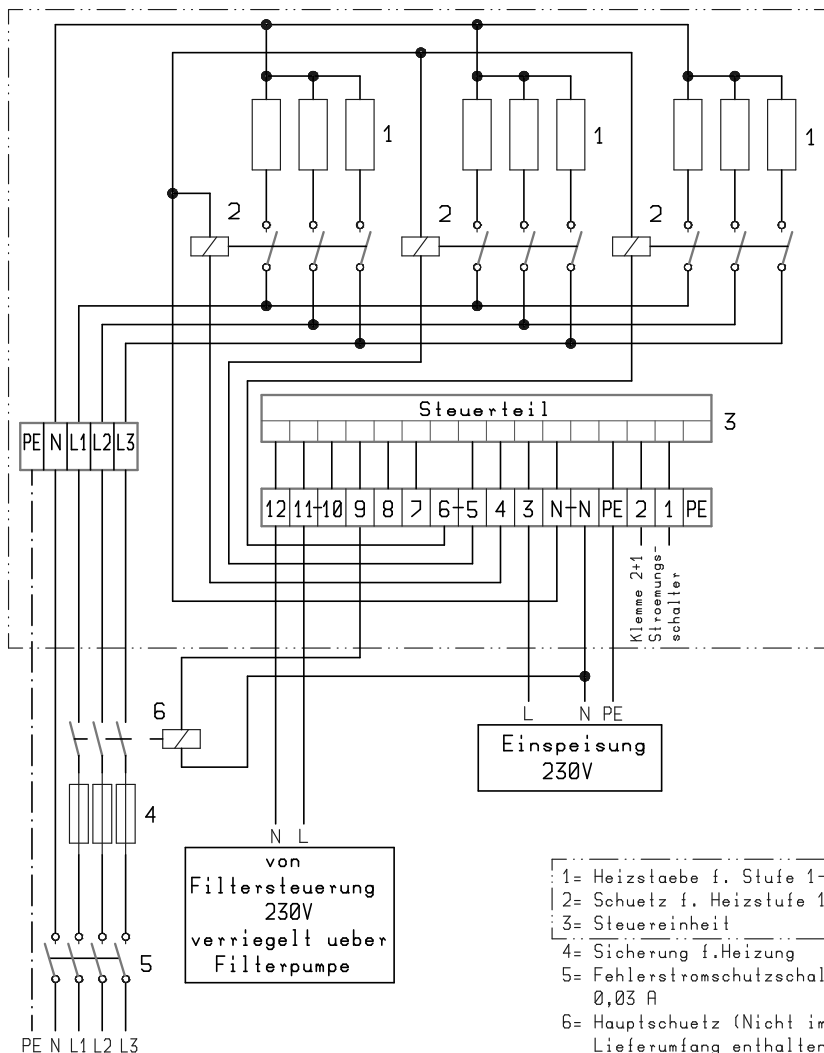 1
1
1
2
2
2
Steuerteil
3
PE N L1 L2 L3
12 11-10 9 8 7 6-5 4 3 N-N PE 2 1 PE
Klemme 2+1
Stroemungs-
schalter
6
L N PE
Einspeisung
230V
4
N L
von
Filtersteuerung
230V
verriegelt ueber
Filterpumpe
5
PE N L1 L2 L3
1= Heizstaebe f. Stufe 1-
2= Schuetz f. Heizstufe 1
3= Steuereinheit
4= Sicherung f.Heizung
5= Fehlerstromschutzschal
0,03 A
6= Hauptschuetz (Nicht im
Lieferumfang enthalten